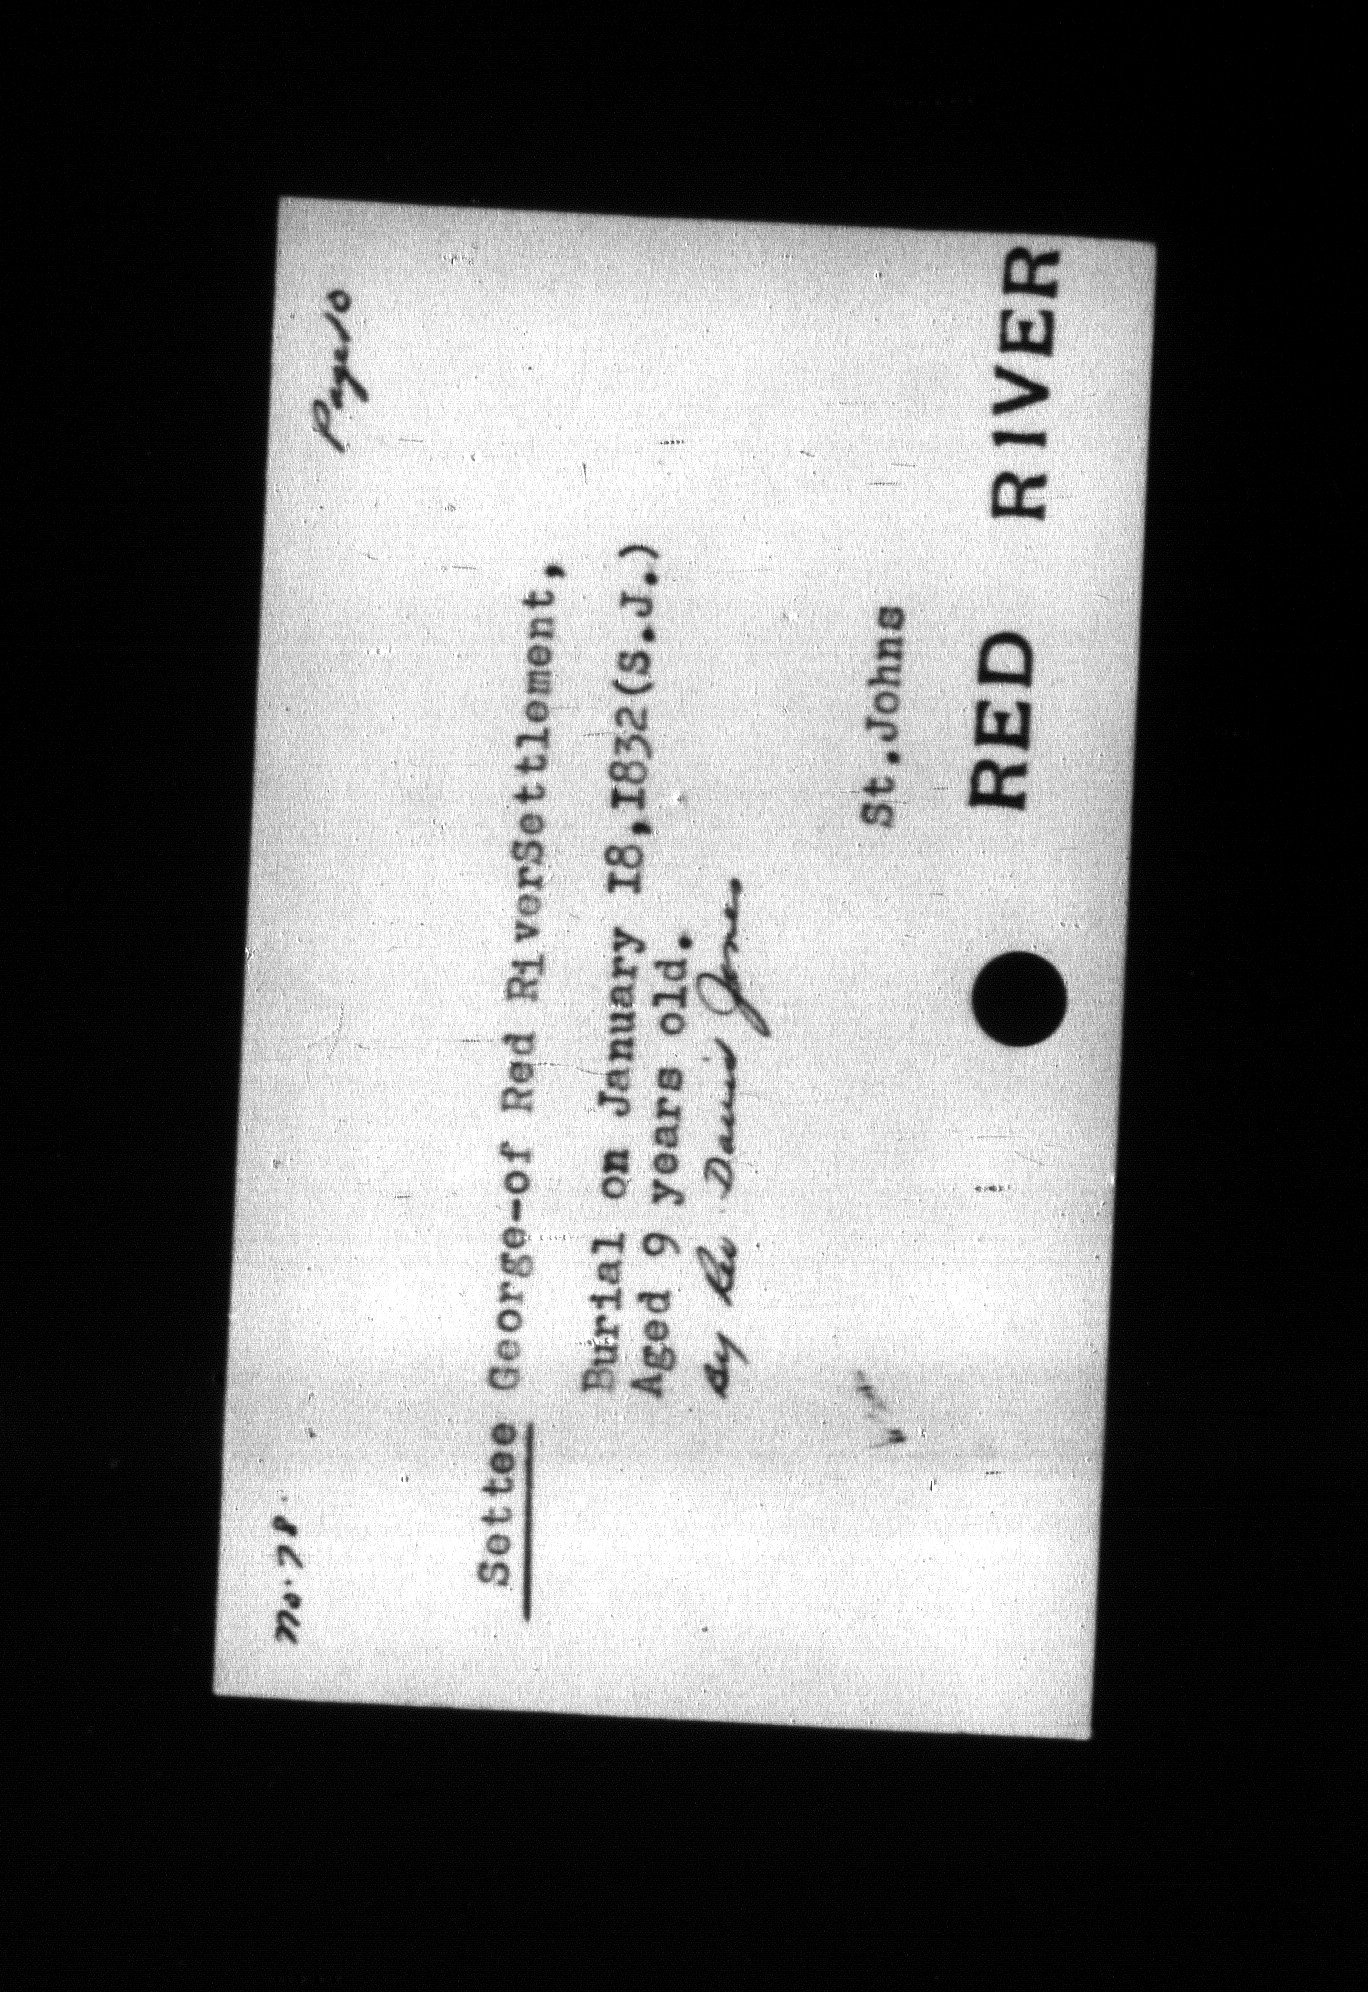 No. 78.
Page 10
Settee George-of Red RiverSettlement,
Burial on January I8,I832(S.J.)
Aged 9 years old.
By Rev David Jones
St.Johns
RED RIVER